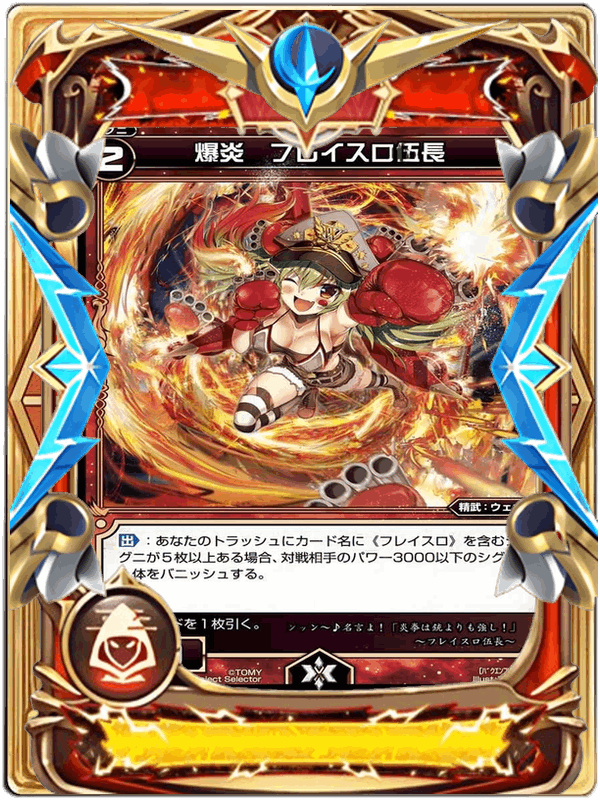 2
爆炎　フレイスロ伍長
精武：ウェ
出：あなたのトラッシュにカード名に《フレイスロ》を含む
グニが５枚以上ある場合、対戦相手のパワー3000以下のシグ
体をバニッシュする。
ドを１枚引く。
シッシ～♪名言よ！「炎拳は銃よりも強し！」
～フレイスロ伍長～
©TOMY
ject Selector
Illust